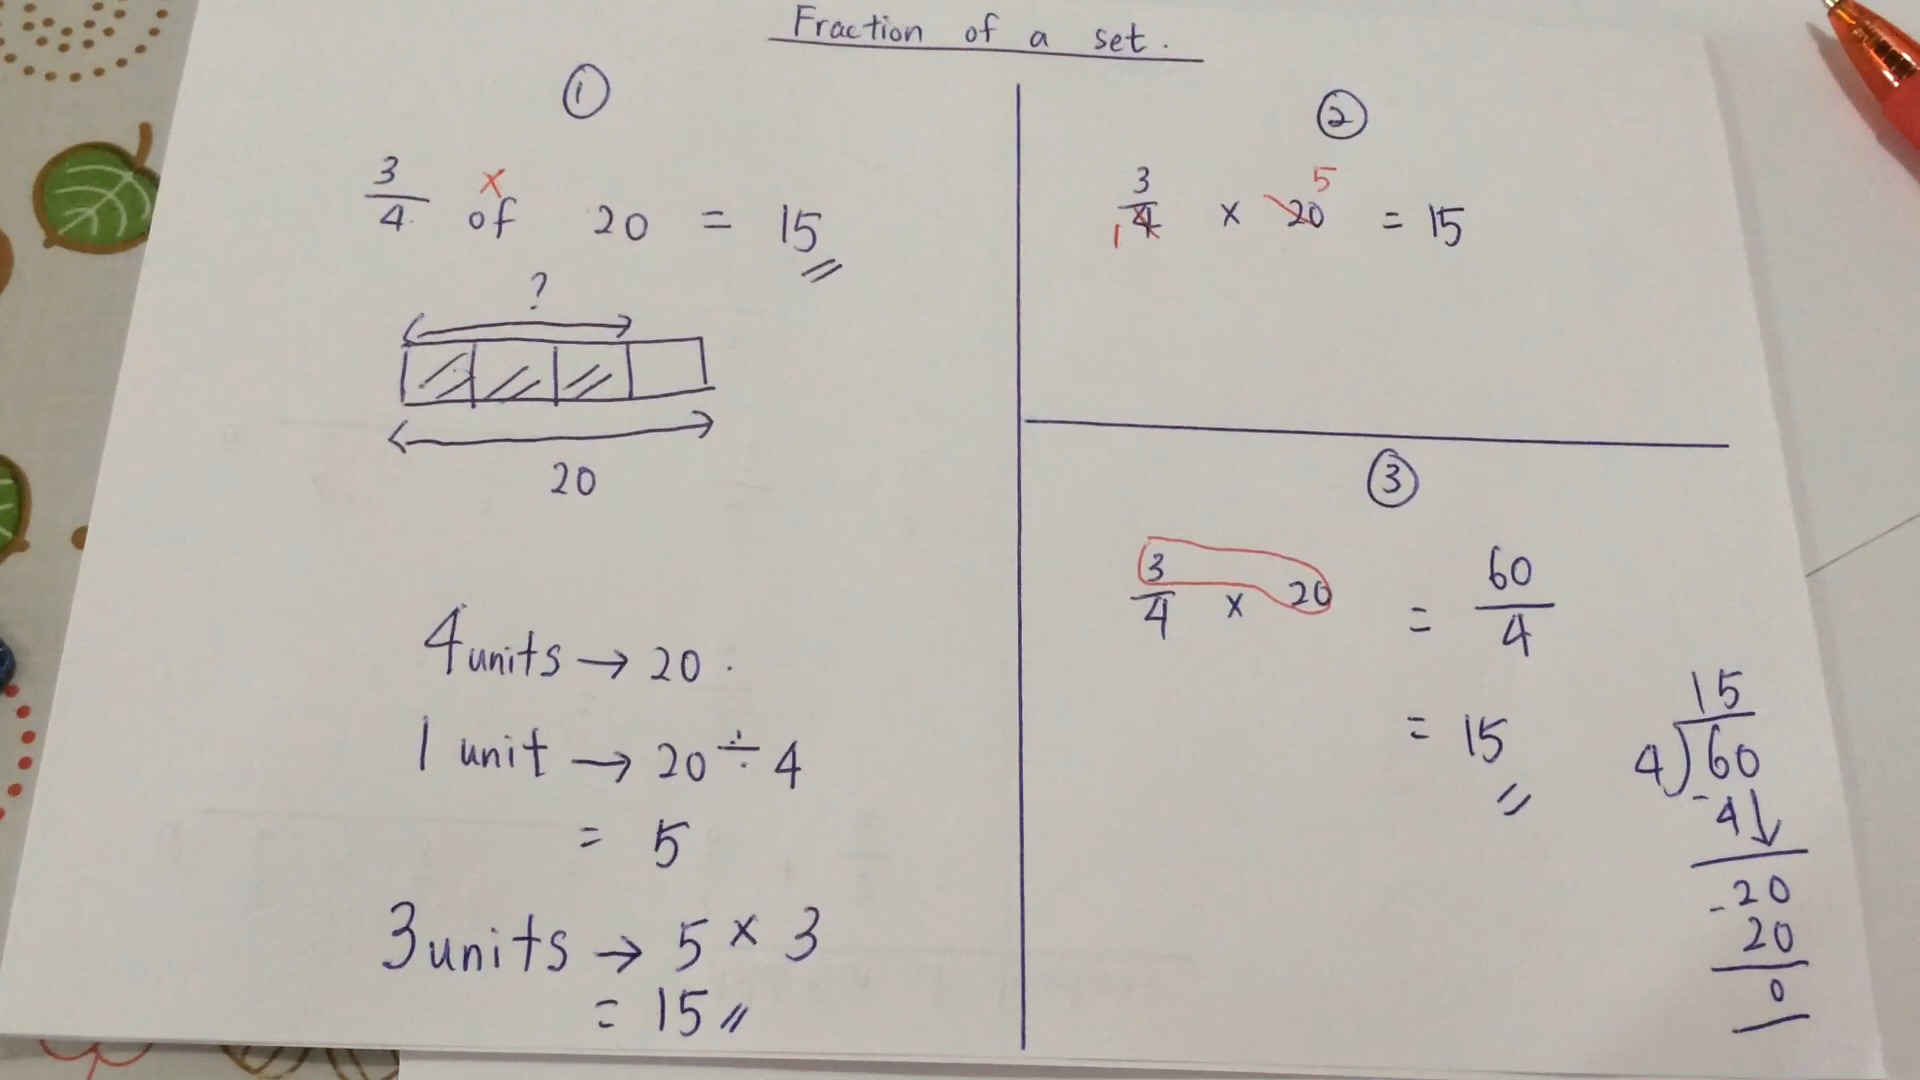 Fraction of a set.
①
3/4 of 20 = 15
x
?
20
4 units → 20.
1 unit → 20 ÷ 4
= 5
3 units → 5 x 3
= 15
②
3/4 x 20 = 15
1 5
③
3/4 x 20 = 60/4
= 15
15
4)60
-4↓
-20
20
0